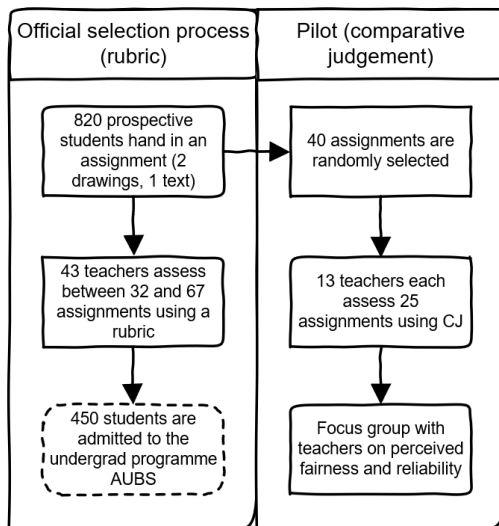 Official selection process
(rubric)
Pilot (comparative
judgement)
820 prospective
students hand in an
assignment (2
drawings, 1 text)
40 assignments are
randomly selected
43 teachers assess
between 32 and 67
assignments using a
rubric
13 teachers each
assess 25
assignments using CJ
450 students are
admitted to the
undergrad programme
AUBS
Focus group with
teachers on perceived
fairness and reliability